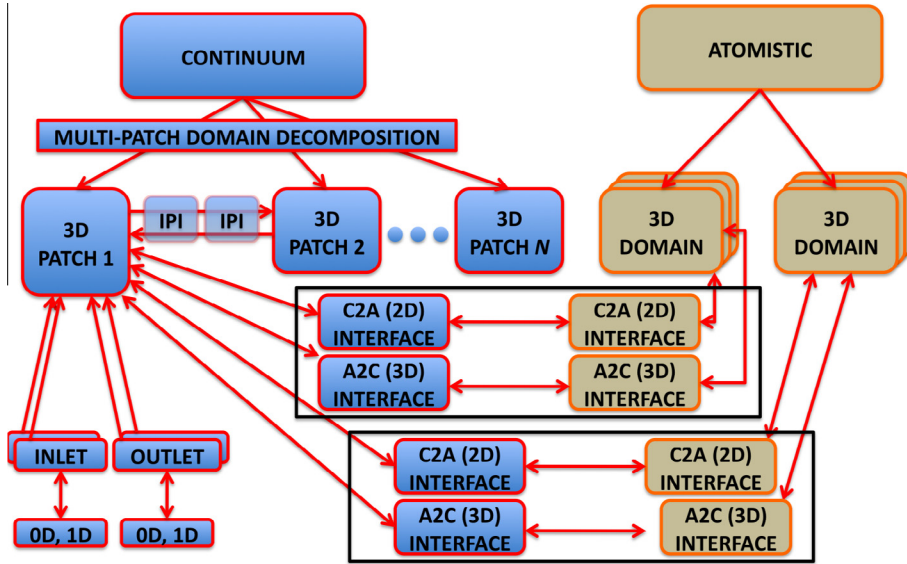 CONTINUUM
ATOMISTIC
MULTI-PATCH DOMAIN DECOMPOSITION
3D
PATCH 1
IPI
IPI
3D
PATCH 2
3D
PATCH N
3D
DOMAIN
3D
DOMAIN
C2A (2D)
INTERFACE
C2A (2D)
INTERFACE
A2C (3D)
INTERFACE
A2C (3D)
INTERFACE
INLET
OUTLET
C2A (2D)
INTERFACE
C2A (2D)
INTERFACE
A2C (3D)
INTERFACE
A2C (3D)
INTERFACE
0D, 1D
0D, 1D